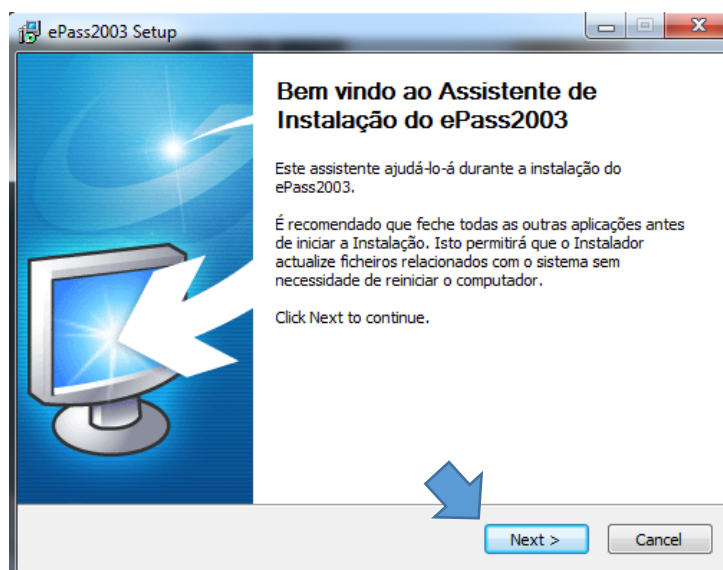 ePass2003 Setup
Bem vindo ao Assistente de
Instalação do ePass2003
Este assistente ajudá-lo-á durante a instalação do
ePass2003.
É recomendado que feche todas as outras aplicações antes
de iniciar a Instalação. Isto permitirá que o Instalador
actualize ficheiros relacionados com o sistema sem
necessidade de reiniciar o computador.
Click Next to continue.
Next >
Cancel